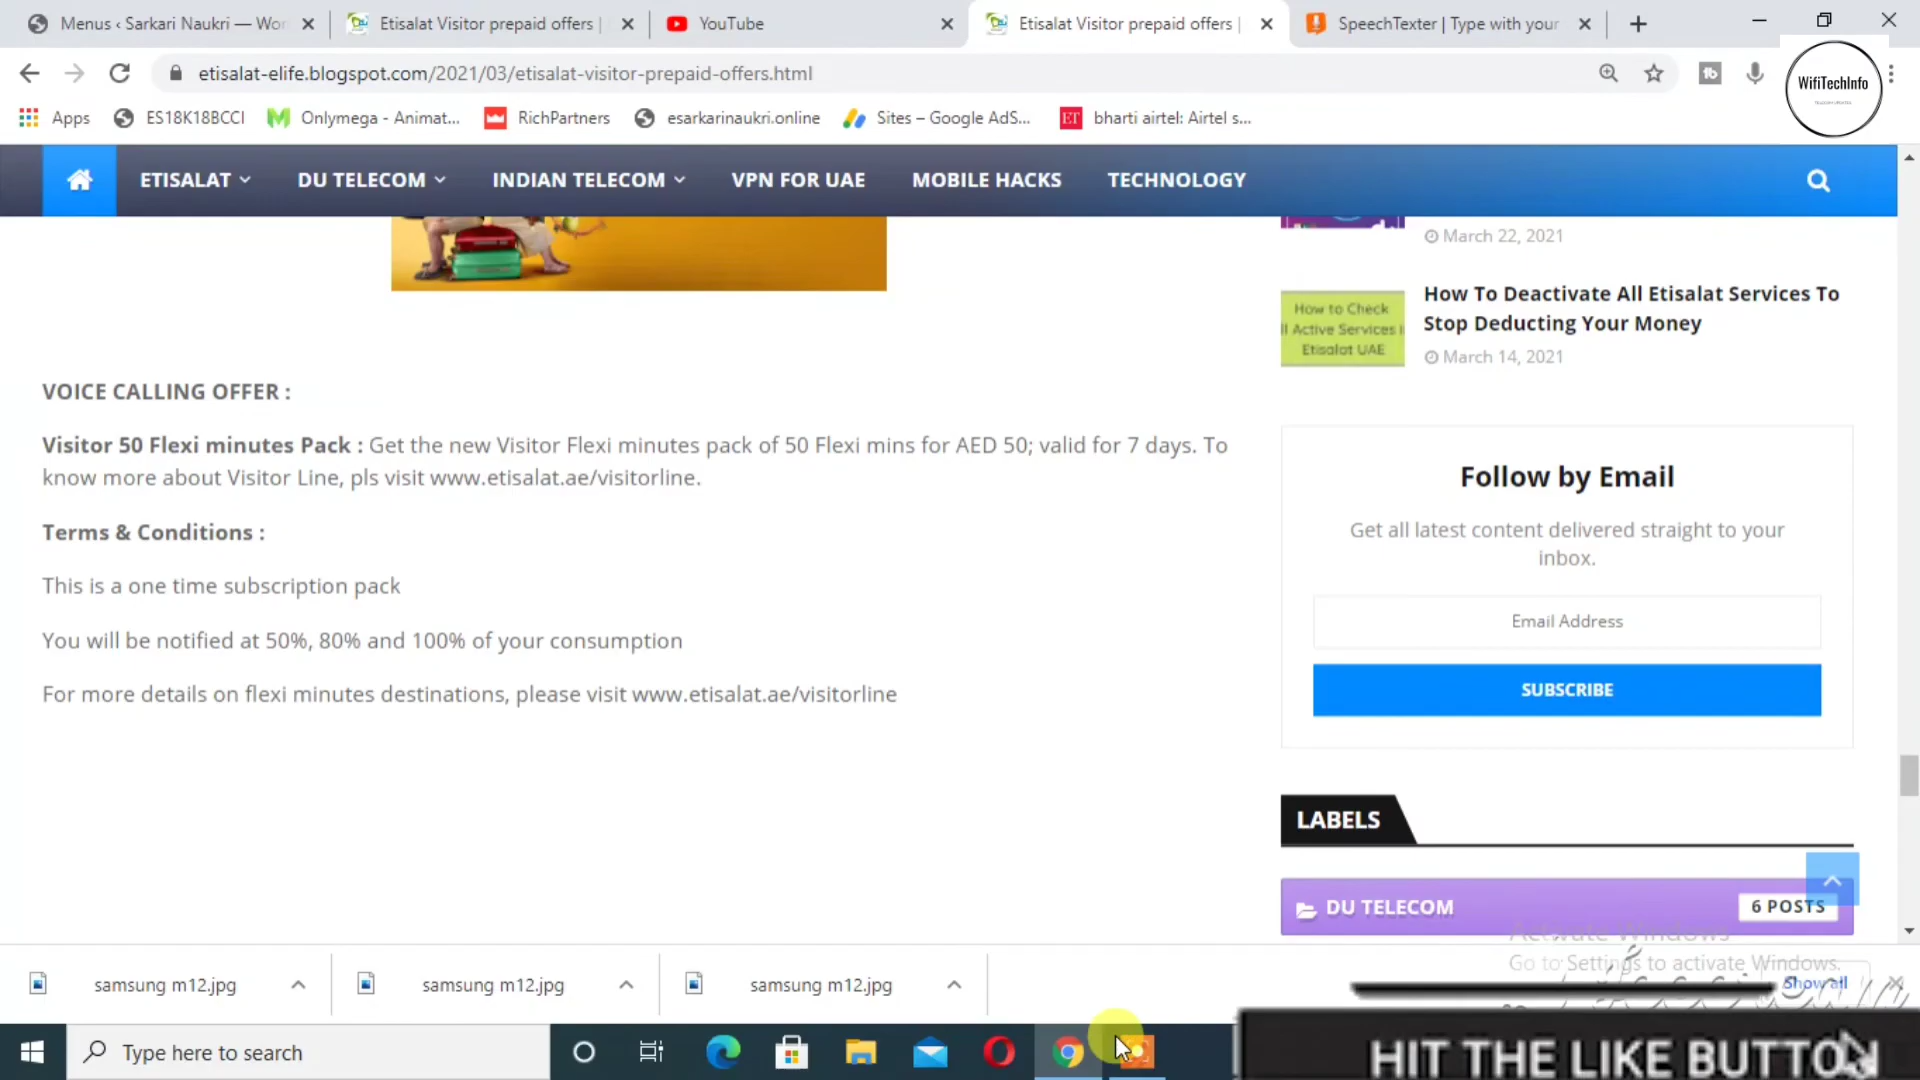 Menus ‹ Sarkari Naukri — Wor
Etisalat Visitor prepaid offers |
YouTube
Etisalat Visitor prepaid offers |
SpeechTexter | Type with your
etisalat-elife.blogspot.com/2021/03/etisalat-visitor-prepaid-offers.html
WifiTechInfo
Apps
ES18K18BCCI
Onlymega - Animat...
RichPartners
esarkarinaukri.online
Sites – Google AdS...
ET
bharti airtel: Airtel s...
ETISALAT
DU TELECOM
INDIAN TELECOM
VPN FOR UAE
MOBILE HACKS
TECHNOLOGY
VOICE CALLING OFFER :
Visitor 50 Flexi minutes Pack : Get the new Visitor Flexi minutes pack of 50 Flexi mins for AED 50; valid for 7 days. To
know more about Visitor Line, pls visit www.etisalat.ae/visitorline.
Terms & Conditions :
This is a one time subscription pack
You will be notified at 50%, 80% and 100% of your consumption
For more details on flexi minutes destinations, please visit www.etisalat.ae/visitorline
March 22, 2021
How to Check
Active Services
Etisalat UAE
How To Deactivate All Etisalat Services To
Stop Deducting Your Money
March 14, 2021
Follow by Email
Get all latest content delivered straight to your
inbox.
Email Address
SUBSCRIBE
LABELS
DU TELECOM
6 POSTS
Activate Windows
Go to Settings to activate Windows.
samsung m12.jpg
samsung m12.jpg
samsung m12.jpg
Show all
Type here to search
HIT THE LIKE BUTTON